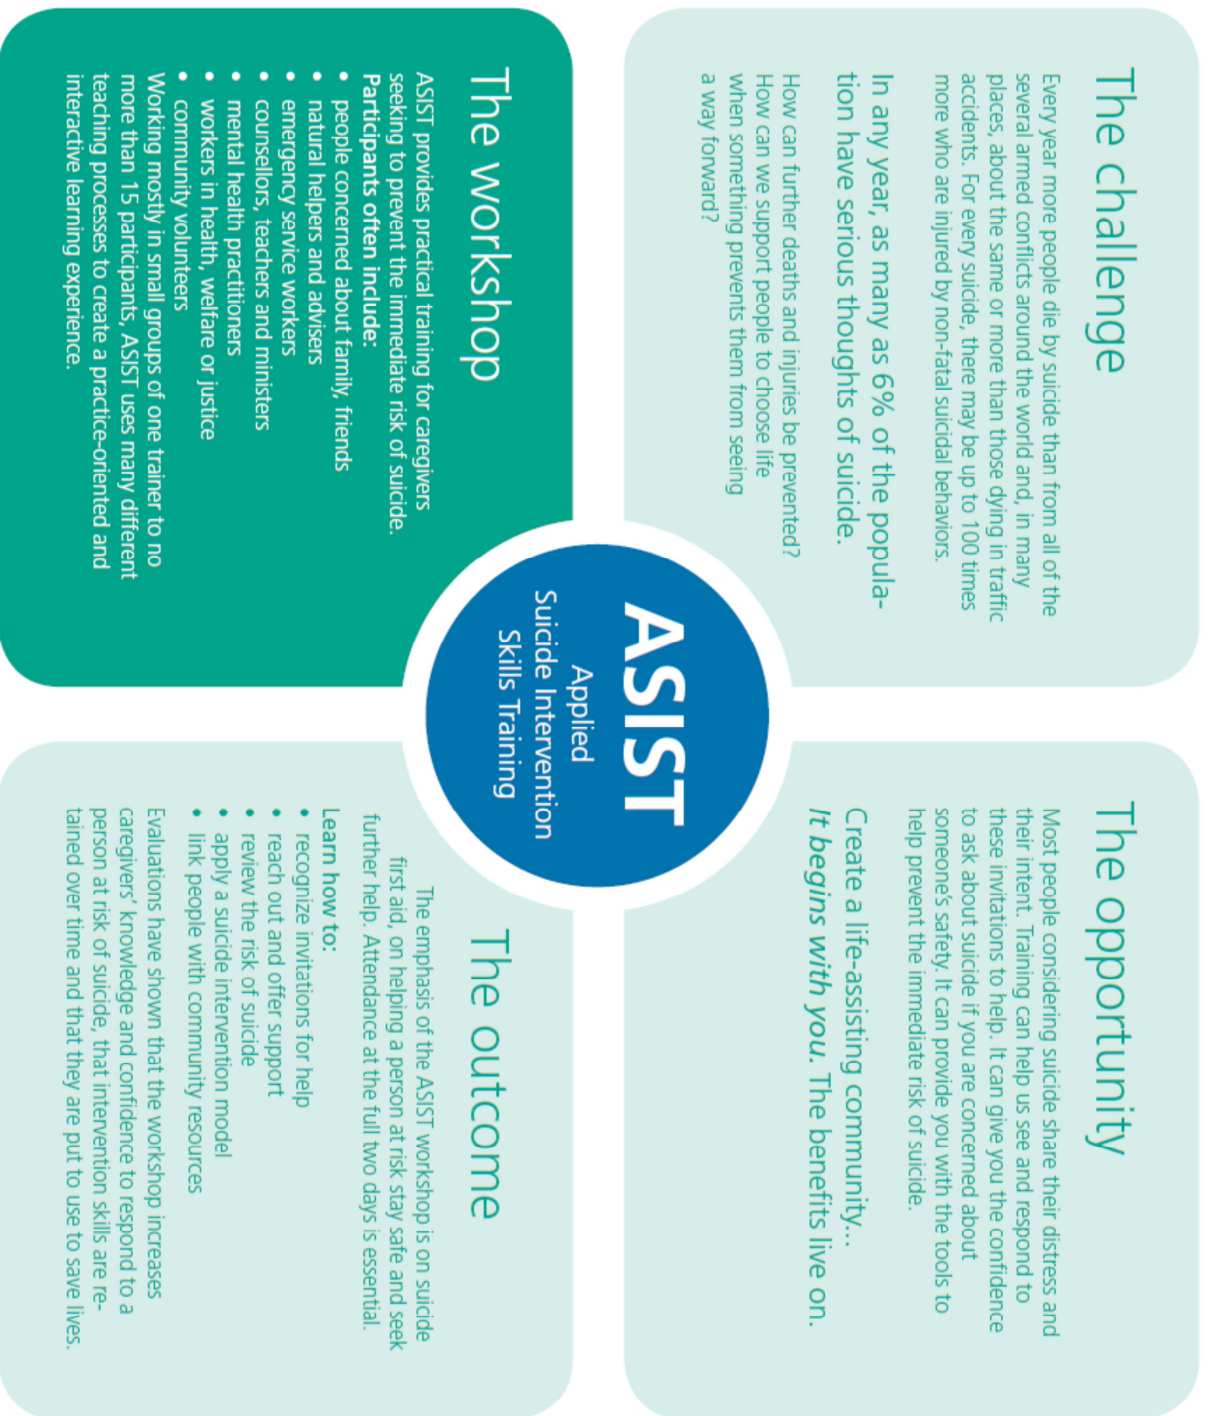 The challenge
Every year more people die by suicide than from all of the
several armed conflicts around the world and, in many
places, about the same or more than those dying in traffic
accidents. For every suicide, there may be up to 100 times
more who are injured by non-fatal suicidal behaviors.
In any year, as many as 6% of the popula-
tion have serious thoughts of suicide.
How can further deaths and injuries be prevented?
How can we support people to choose life
when something prevents them from seeing
a way forward?
The opportunity
Most people considering suicide share their distress and
their intent. Training can help us see and respond to
these invitations to help. It can give you the confidence
to ask about suicide if you are concerned about
someone's safety. It can provide you with the tools to
help prevent the immediate risk of suicide.
Create a life-assisting community...
It begins with you. The benefits live on.
ASIST
Applied
Suicide Intervention
Skills Training
The workshop
ASIST provides practical training for caregivers
seeking to prevent the immediate risk of suicide.
Participants often include:
• people concerned about family, friends
• natural helpers and advisers
• emergency service workers
• counsellors, teachers and ministers
• mental health practitioners
• workers in health, welfare or justice
• community volunteers
Working mostly in small groups of one trainer to no
more than 15 participants, ASIST uses many different
teaching processes to create a practice-oriented and
interactive learning experience.
The outcome
The emphasis of the ASIST workshop is on suicide
first aid, on helping a person at risk stay safe and seek
further help. Attendance at the full two days is essential.
Learn how to:
• recognize invitations for help
• reach out and offer support
• review the risk of suicide
• apply a suicide intervention model
• link people with community resources
Evaluations have shown that the workshop increases
caregivers' knowledge and confidence to respond to a
person at risk of suicide, that intervention skills are re-
tained over time and that they are put to use to save lives.